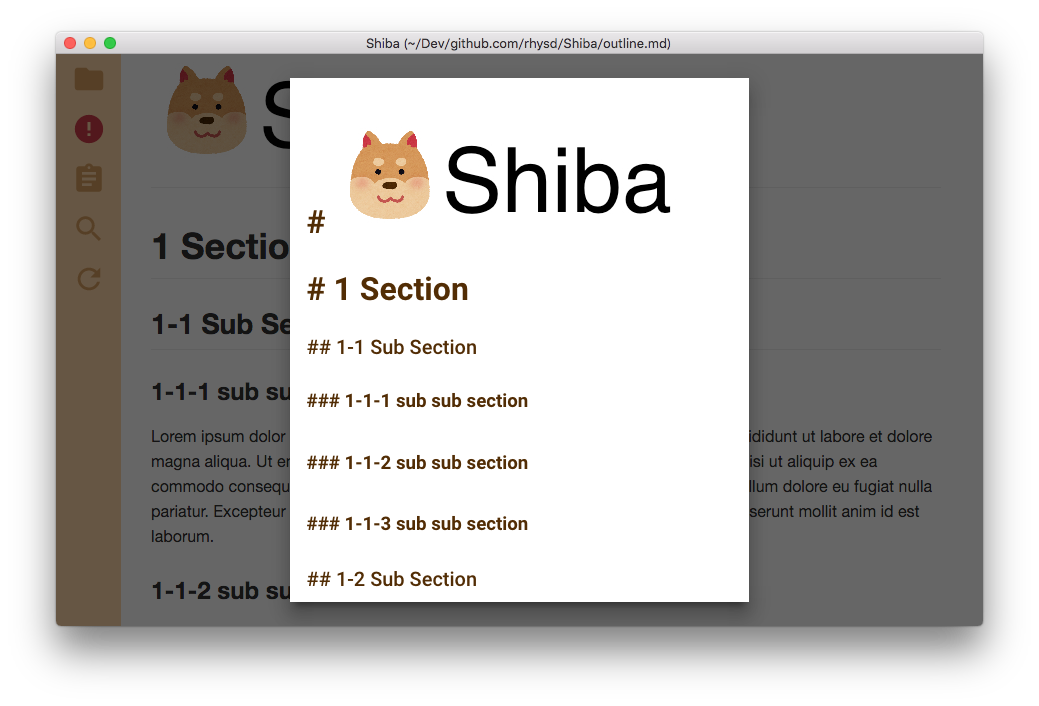 Shiba (~/Dev/github.com/rhysd/Shiba/outline.md)
S
# Shiba
# 1 Section
## 1-1 Sub Section
### 1-1-1 sub sub section
### 1-1-2 sub sub section
### 1-1-3 sub sub section
## 1-2 Sub Section
1 Sectio
1-1 Sub Se
1-1-1 sub su
Lorem ipsum dolor ididunt ut labore et dolore
magna aliqua. Ut en isi ut aliquip ex ea
commodo consequ llum dolore eu fugiat nulla
pariatur. Excepteur serunt mollit anim id est
laborum.
1-1-2 sub su